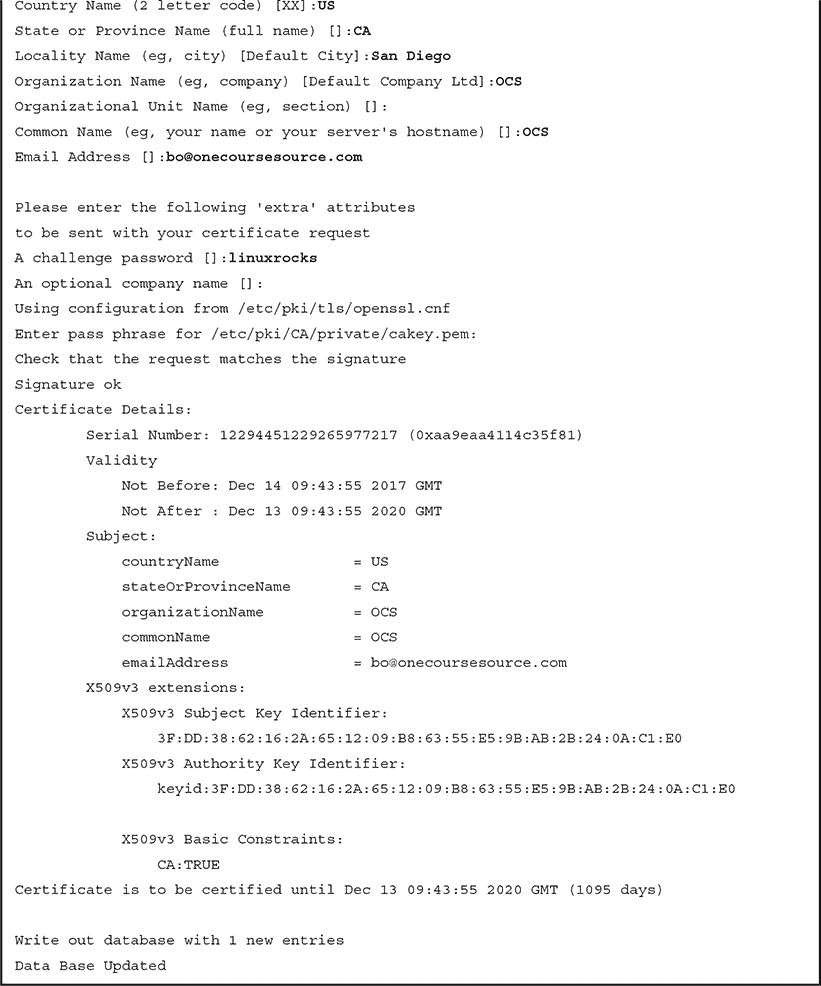 Country Name (2 letter code) [XX]:US
State or Province Name (full name) []:CA
Locality Name (eg, city) [Default City]:San Diego
Organization Name (eg, company) [Default Company Ltd]:OCS
Organizational Unit Name (eg, section) []:
Common Name (eg, your name or your server's hostname) []:OCS
Email Address []:bo@onecoursesource.com
Please enter the following 'extra' attributes
to be sent with your certificate request
A challenge password []:linuxrocks
An optional company name []:
Using configuration from /etc/pki/tls/openssl.cnf
Enter pass phrase for /etc/pki/CA/private/cakey.pem:
Check that the request matches the signature
Signature ok
Certificate Details:
Serial Number: 12294451229265977217 (0xaa9eaa4114c35f81)
Validity
Not Before: Dec 14 09:43:55 2017 GMT
Not After : Dec 13 09:43:55 2020 GMT
Subject:
countryName = US
stateOrProvinceName = CA
organizationName = OCS
commonName = OCS
emailAddress = bo@onecoursesource.com
X509v3 extensions:
X509v3 Subject Key Identifier:
3F:DD:38:62:16:2A:65:12:09:B8:63:55:E5:9B:AB:2B:24:0A:C1:E0
X509v3 Authority Key Identifier:
keyid:3F:DD:38:62:16:2A:65:12:09:B8:63:55:E5:9B:AB:2B:24:0A:C1:E0
X509v3 Basic Constraints:
CA:TRUE
Certificate is to be certified until Dec 13 09:43:55 2020 GMT (1095 days)
Write out database with 1 new entries
Data Base Updated